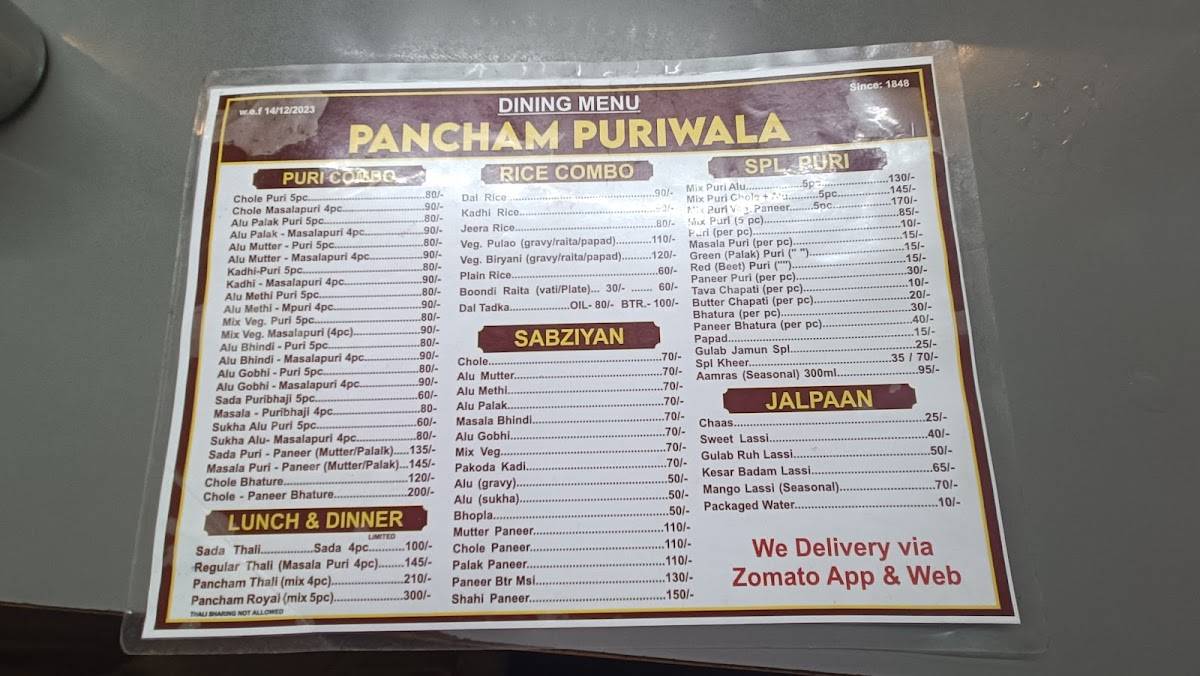 w.e.f 14/12/2023
Since: 1848
DINING MENU
PANCHAM PURIWALA
PURI COMBO
Chole Puri 5pc.....80/-
Chole Masalapuri 4pc.....90/-
Alu Palak Puri 5pc.....80/-
Alu Palak - Masalapuri 4pc.....90/-
Alu Mutter - Puri 5pc.....80/-
Alu Mutter - Masalapuri 4pc.....90/-
Kadhi-Puri 5pc.....80/-
Kadhi - Masalapuri 4pc.....90/-
Alu Methi Puri 5pc.....80/-
Alu Methi - Mpuri 4pc.....90/-
Mix Veg. Puri 5pc.....80/-
Mix Veg. Masalapuri (4pc).....90/-
Alu Bhindi - Puri 5pc.....80/-
Alu Bhindi - Masalapuri 4pc.....90/-
Alu Gobhi - Puri 5pc.....80/-
Alu Gobhi - Masalapuri 4pc.....90/-
Sada Puribhaji 5pc.....60/-
Masala - Puribhaji 4pc.....80-
Sukha Alu Puri 5pc.....60/-
Sukha Alu- Masalapuri 4pc.....80/-
Sada Puri - Paneer (Mutter/Palalk).....135/-
Masala Puri - Paneer (Mutter/Palak)...145/-
Chole Bhature.....120/-
Chole - Paneer Bhature.....200/-
LUNCH & DINNER
LIMITED
Sada Thali.....Sada 4pc.....100/-
Regular Thali (Masala Puri 4pc).....145/-
Pancham Thali (mix 4pc).....210/-
Pancham Royal (mix 5pc).....300/-
THALI SHARING NOT ALLOWED
RICE COMBO
Dal Rice.....90/-
Kadhi Rice.....
Jeera Rice.....80/-
Veg. Pulao (gravy/raita/papad).....110/-
Veg. Biryani (gravy/raita/papad).....120/-
Plain Rice.....60/-
Boondi Raita (vati/Plate)... 30/- ....... 60/-
Dal Tadka.....OIL- 80/- BTR.- 100/-
SABZIYAN
Chole.....70/-
Alu Mutter.....70/-
Alu Methi.....70/-
Alu Palak.....70/-
Masala Bhindi.....70/-
Alu Gobhi.....70/-
Mix Veg.....70/-
Pakoda Kadi.....70/-
Alu (gravy).....50/-
Alu (sukha).....50/-
Bhopla.....50/-
Mutter Paneer.....110/-
Chole Paneer.....110/-
Palak Paneer.....110/-
Paneer Btr Msl.....130/-
Shahi Paneer.....150/-
SPL. PURI
Mix Puri Alu.....5pc.....130/-
Mix Puri Chole + Alu.....5pc.....145/-
Mix Puri Veg. Paneer.....5pc.....170/-
Mix Puri (5 pc).....85/-
Puri (per pc).....10/-
Masala Puri (per pc).....15/-
Green (Palak) Puri (" ").....15/-
Red (Beet) Puri ("").....15/-
Paneer Puri (per pc).....30/-
Tava Chapati (per pc).....10/-
Butter Chapati (per pc).....20/-
Bhatura (per pc).....30/-
Paneer Bhatura (per pc).....40/-
Papad.....15/-
Gulab Jamun Spl.....25/-
Spl Kheer.....35 / 70/-
Aamras (Seasonal) 300ml.....95/-
JALPAAN
Chaas.....25/-
Sweet Lassi.....40/-
Gulab Ruh Lassi.....50/-
Kesar Badam Lassi.....65/-
Mango Lassi (Seasonal).....70/-
Packaged Water.....10/-
We Delivery via
Zomato App & Web